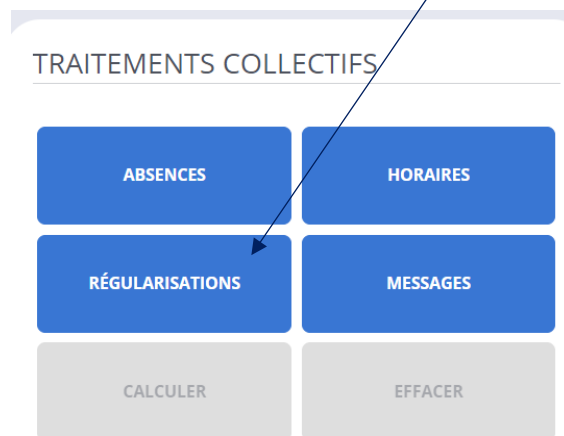 TRAITEMENTS COLLECTIFS
ABSENCES
HORAIRES
RÉGULARISATIONS
MESSAGES
CALCULER
EFFACER